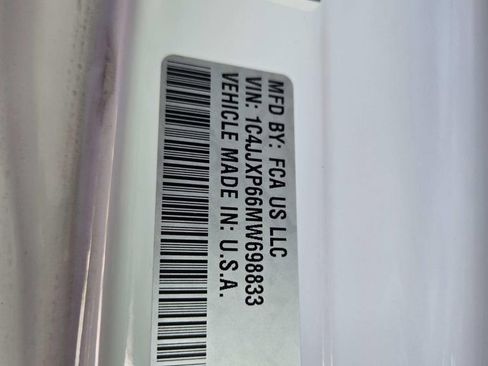 MFD BY: FCA US LLC
VIN: 1C4JJXP66MW698833
VEHICLE MADE IN: U.S.A.